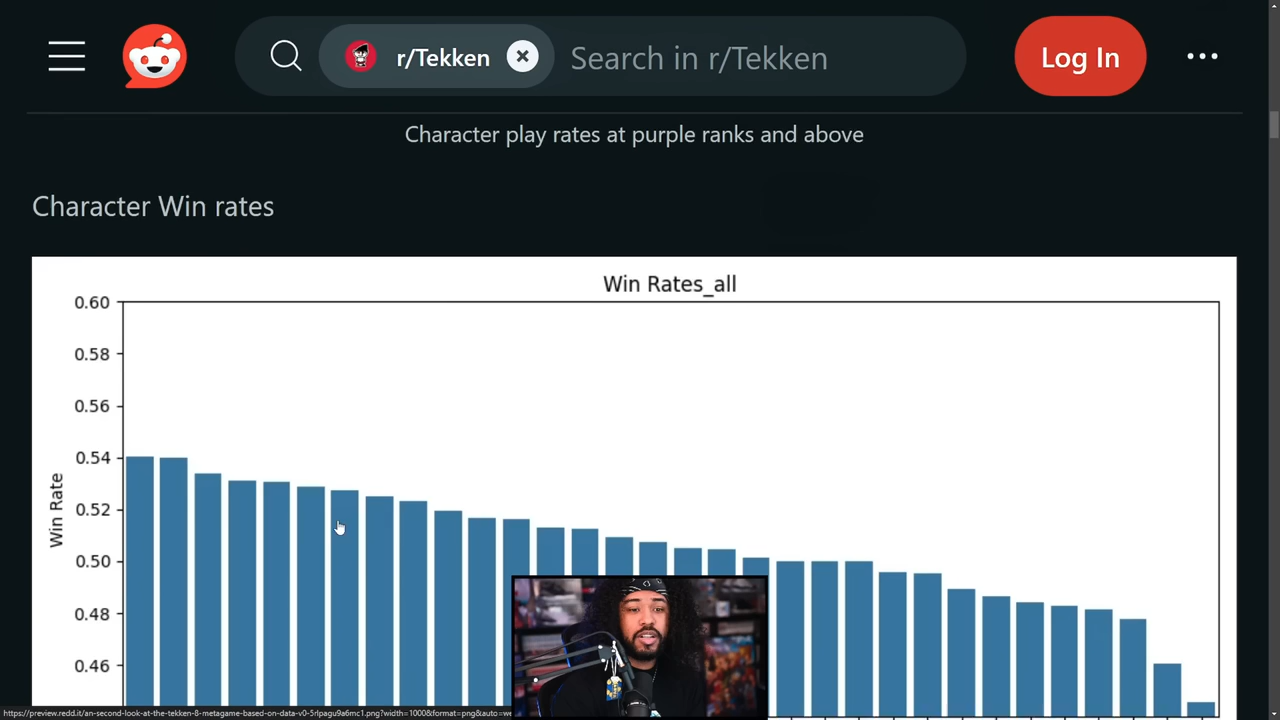 r/Tekken
Search in r/Tekken
Log In
Character play rates at purple ranks and above
Character Win rates
Win Rates_all
0.60
0.58
0.56
0.54
0.52
0.50
0.48
0.46
Win Rate